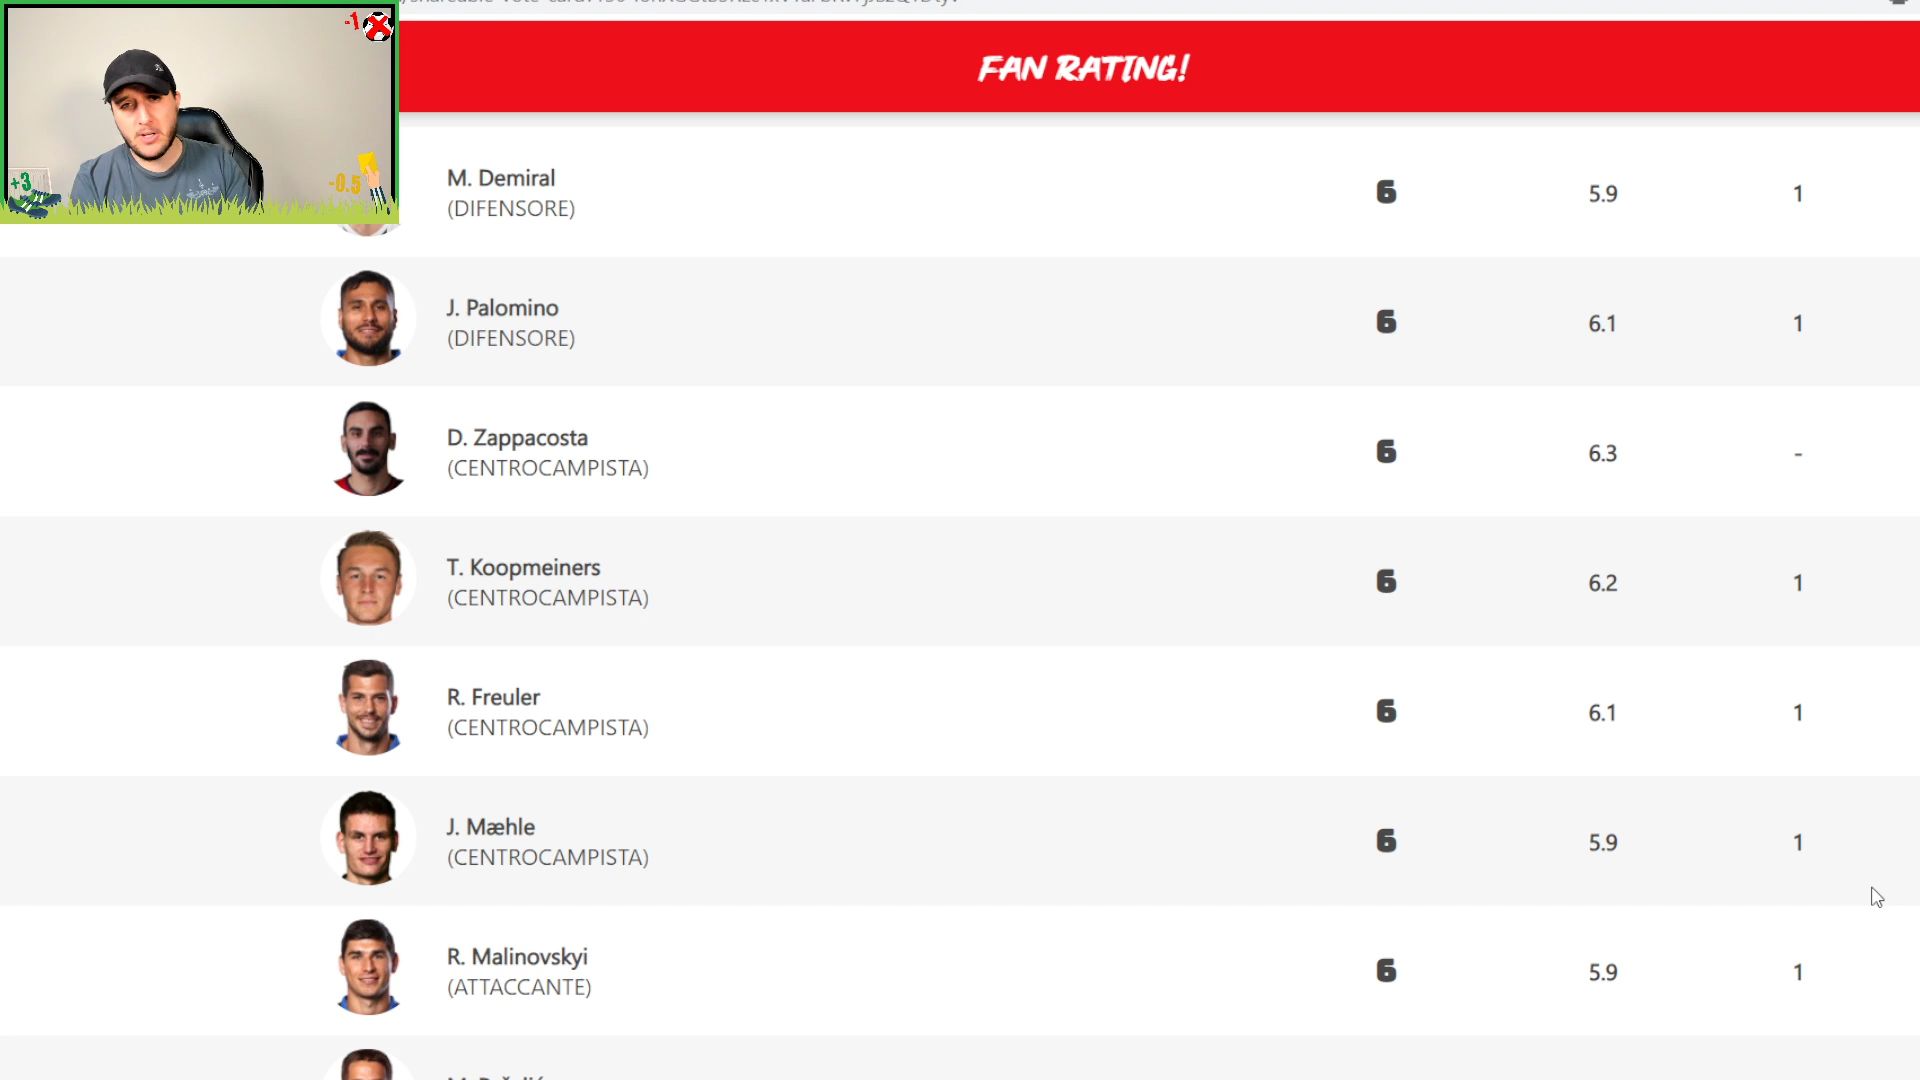 -1
FAN RATING!
+3
-0.5
M. Demiral
(DIFENSORE)
6
5.9
1
J. Palomino
(DIFENSORE)
6
6.1
1
D. Zappacosta
(CENTROCAMPISTA)
6
6.3
-
T. Koopmeiners
(CENTROCAMPISTA)
6
6.2
1
R. Freuler
(CENTROCAMPISTA)
6
6.1
1
J. Mæhle
(CENTROCAMPISTA)
6
5.9
1
R. Malinovskyi
(ATTACCANTE)
6
5.9
1